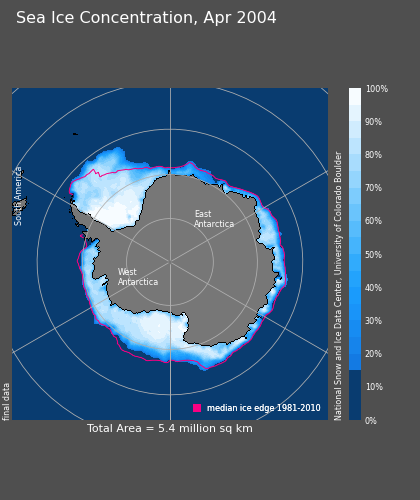 Sea Ice Concentration, Apr 2004
South America
East
Antarctica
West
Antarctica
final data
median ice edge 1981-2010
Total Area = 5.4 million sq km
100%
90%
80%
70%
60%
50%
40%
30%
20%
10%
0%
National Snow and Ice Data Center, University of Colorado Boulder